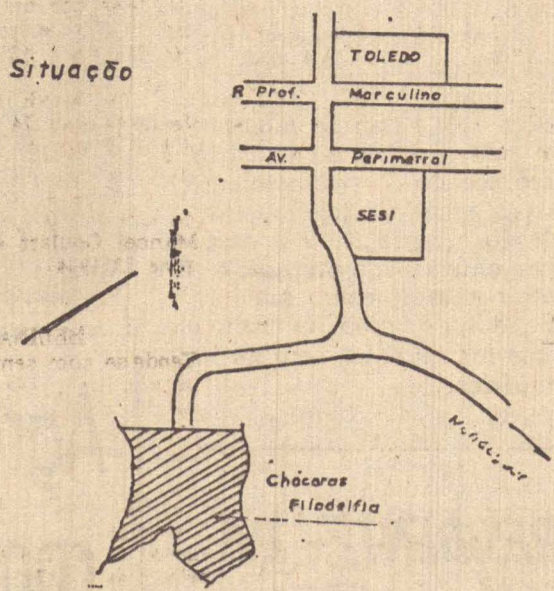 Situação
TOLEDO
R Prof. Marculino
AV. Perimetral
SESI
Chácaras
Filadelfia